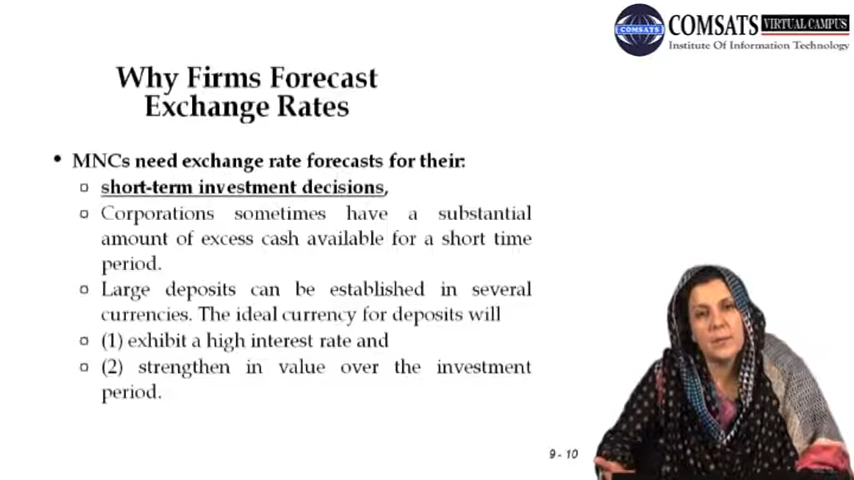 COMSATS
COMSATS VIRTUAL CAMPUS
Institute Of Information Technology
Why Firms Forecast
Exchange Rates
• MNCs need exchange rate forecasts for their:
short-term investment decisions,
Corporations sometimes have a substantial
amount of excess cash available for a short time
period.
Large deposits can be established in several
currencies. The ideal currency for deposits will
(1) exhibit a high interest rate and
(2) strengthen in value over the investment
period.
9 - 10